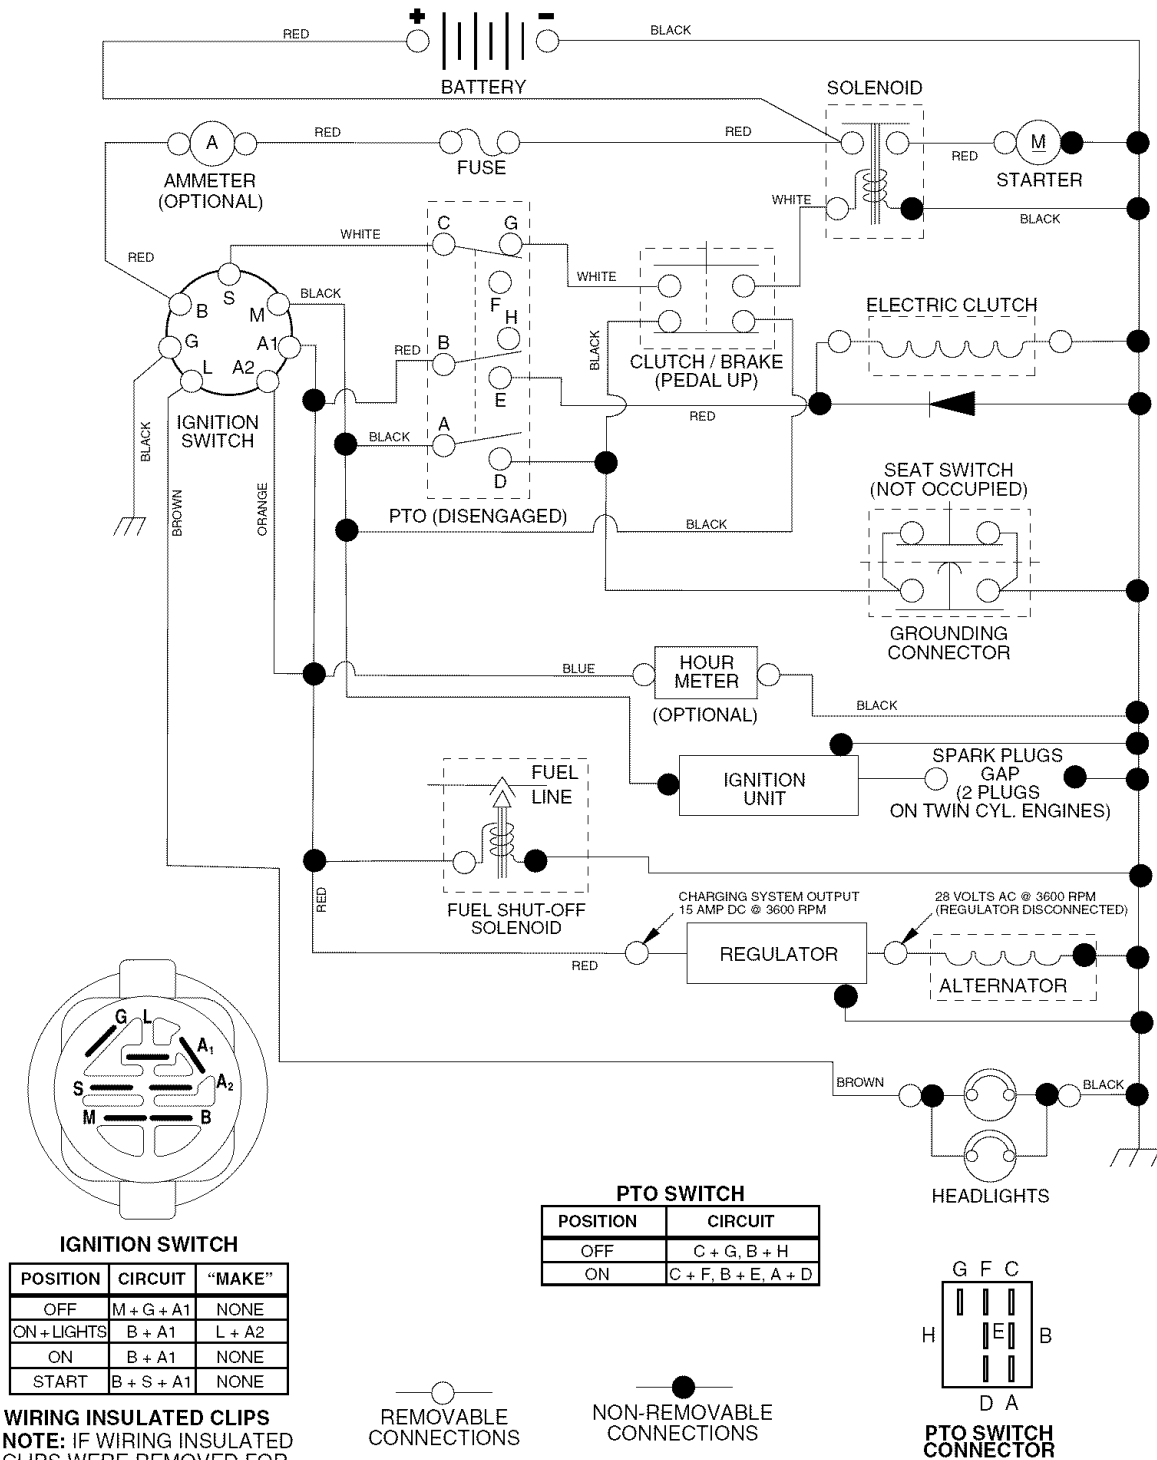 + -
RED
BLACK
BATTERY
SOLENOID
A
RED
RED
FUSE
M
RED
AMMETER
(OPTIONAL)
STARTER
WHITE
BLACK
C
G
WHITE
RED
S
B
M
BLACK
F
WHITE
ELECTRIC CLUTCH
G
A1
H
L
A2
RED
B
BLACK
CLUTCH / BRAKE
(PEDAL UP)
E
RED
IGNITION
SWITCH
BLACK
BLACK
A
D
SEAT SWITCH
(NOT OCCUPIED)
BROWN
ORANGE
PTO (DISENGAGED)
BLACK
GROUNDING
CONNECTOR
BLUE
HOUR
METER
(OPTIONAL)
BLACK
FUEL
LINE
IGNITION
UNIT
SPARK PLUGS
GAP
(2 PLUGS
ON TWIN CYL. ENGINES)
RED
FUEL SHUT-OFF
SOLENOID
CHARGING SYSTEM OUTPUT
15 AMP DC @ 3600 RPM
28 VOLTS AC @ 3600 RPM
(REGULATOR DISCONNECTED)
RED
REGULATOR
ALTERNATOR
G L
A1
S
A2
M
B
BROWN
BLACK
HEADLIGHTS
IGNITION SWITCH
POSITION CIRCUIT "MAKE"
OFF M + G + A1 NONE
ON + LIGHTS B + A1 L + A2
ON B + A1 NONE
START B + S + A1 NONE
PTO SWITCH
POSITION CIRCUIT
OFF C + G, B + H
ON C + F, B + E, A + D
G F C
H E B
D A
PTO SWITCH
CONNECTOR
REMOVABLE
CONNECTIONS
NON-REMOVABLE
CONNECTIONS
WIRING INSULATED CLIPS
NOTE: IF WIRING INSULATED
CLIPS WERE REMOVED FOR